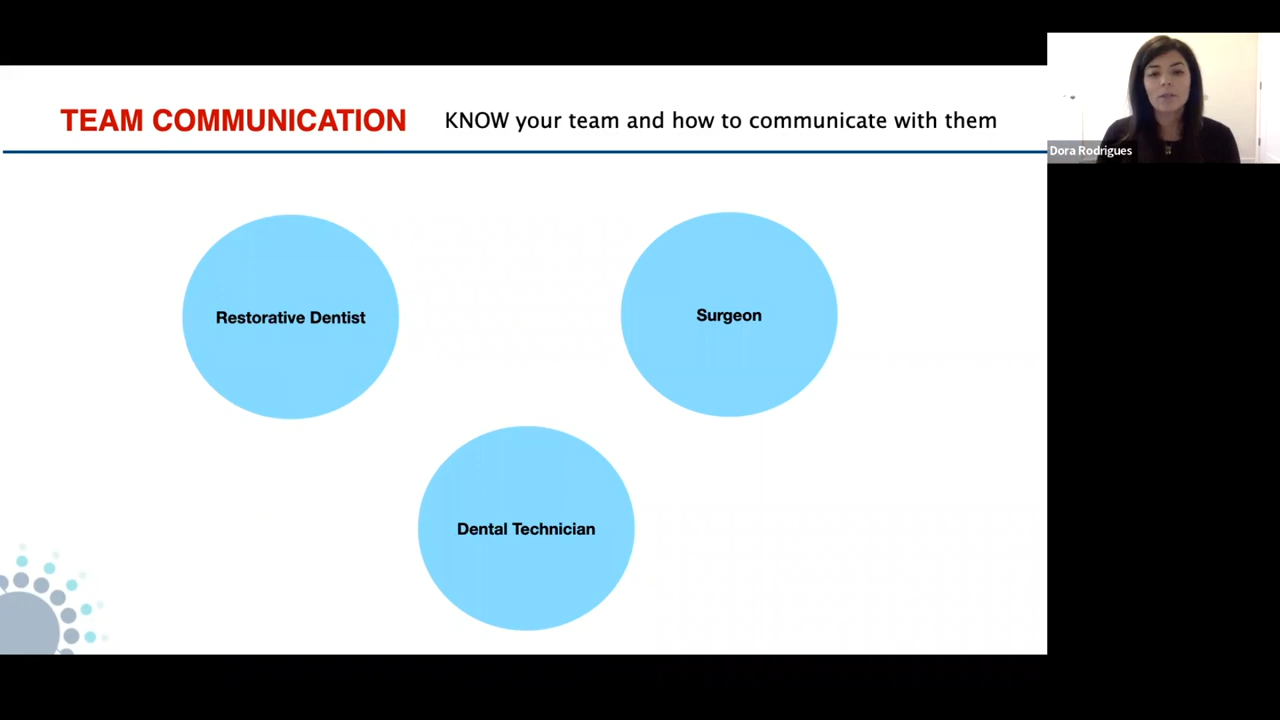 TEAM COMMUNICATION KNOW your team and how to communicate with them
Dora Rodrigues
Restorative Dentist
Surgeon
Dental Technician